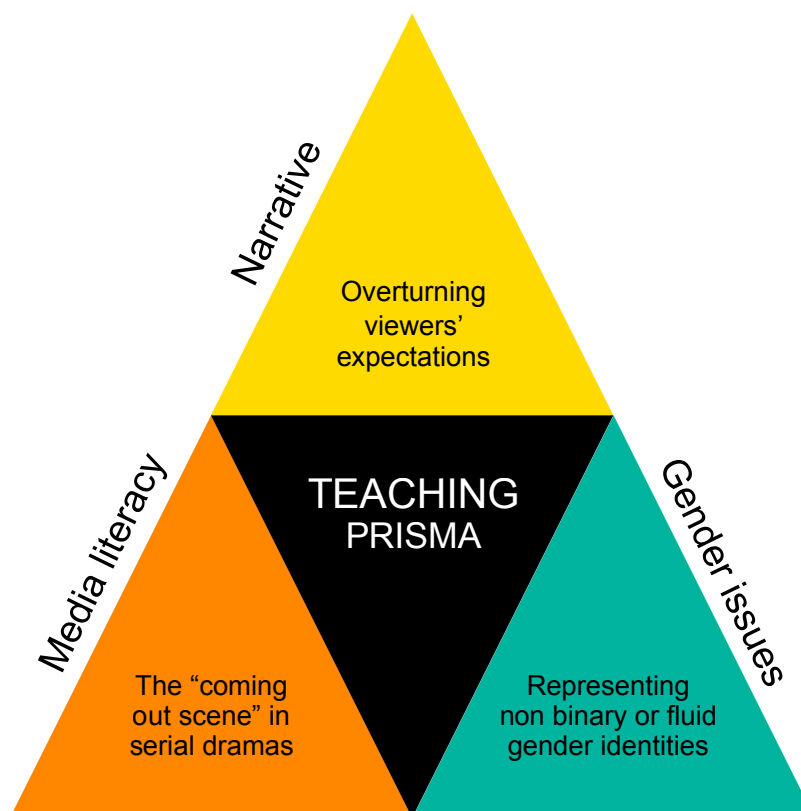 Narrative
Overturning
viewers’
expectations
Media literacy
TEACHING
PRISMA
Gender issues
The “coming
out scene” in
serial dramas
Representing
non binary or fluid
gender identities